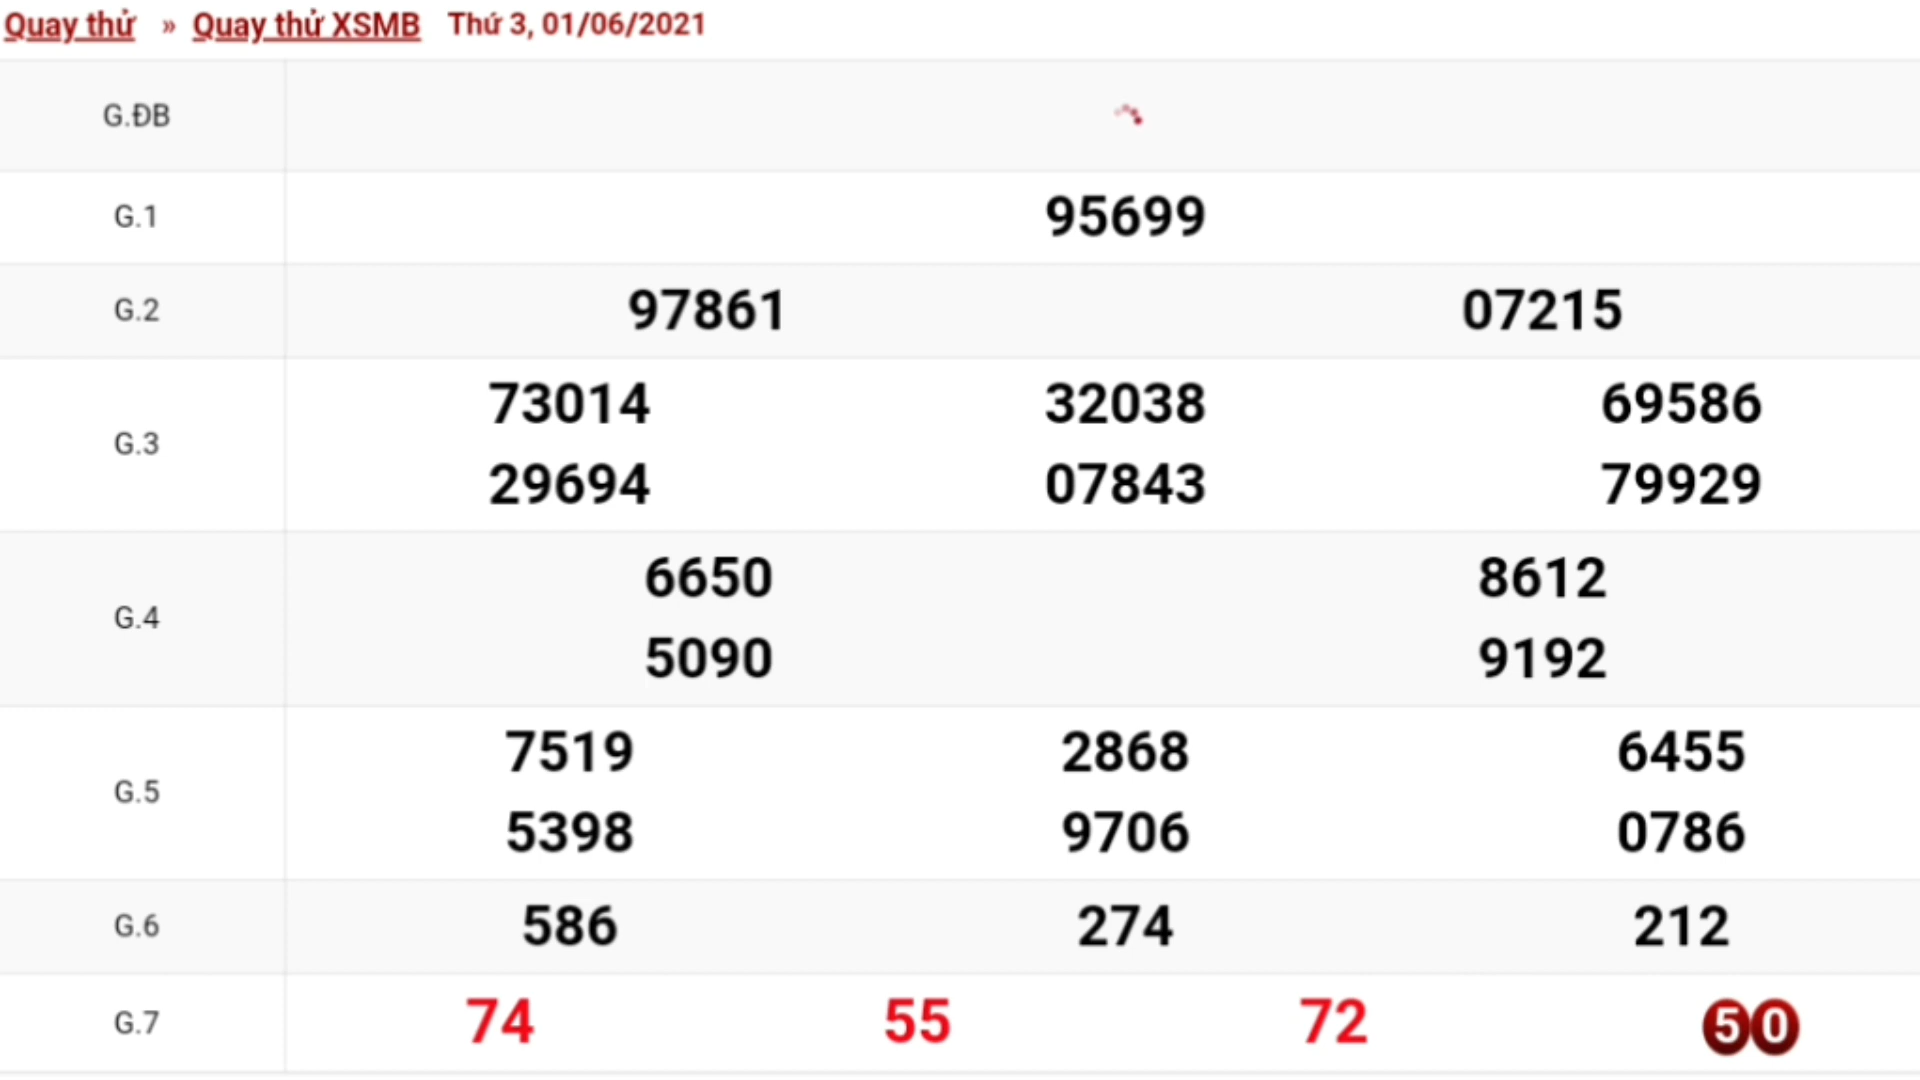 Quay thử » Quay thử XSMB Thứ 3, 01/06/2021
G.ĐB
G.1 95699
G.2 97861 07215
G.3 73014 32038 69586
29694 07843 79929
G.4 6650 8612
5090 9192
G.5 7519 2868 6455
5398 9706 0786
G.6 586 274 212
G.7 74 55 72 50